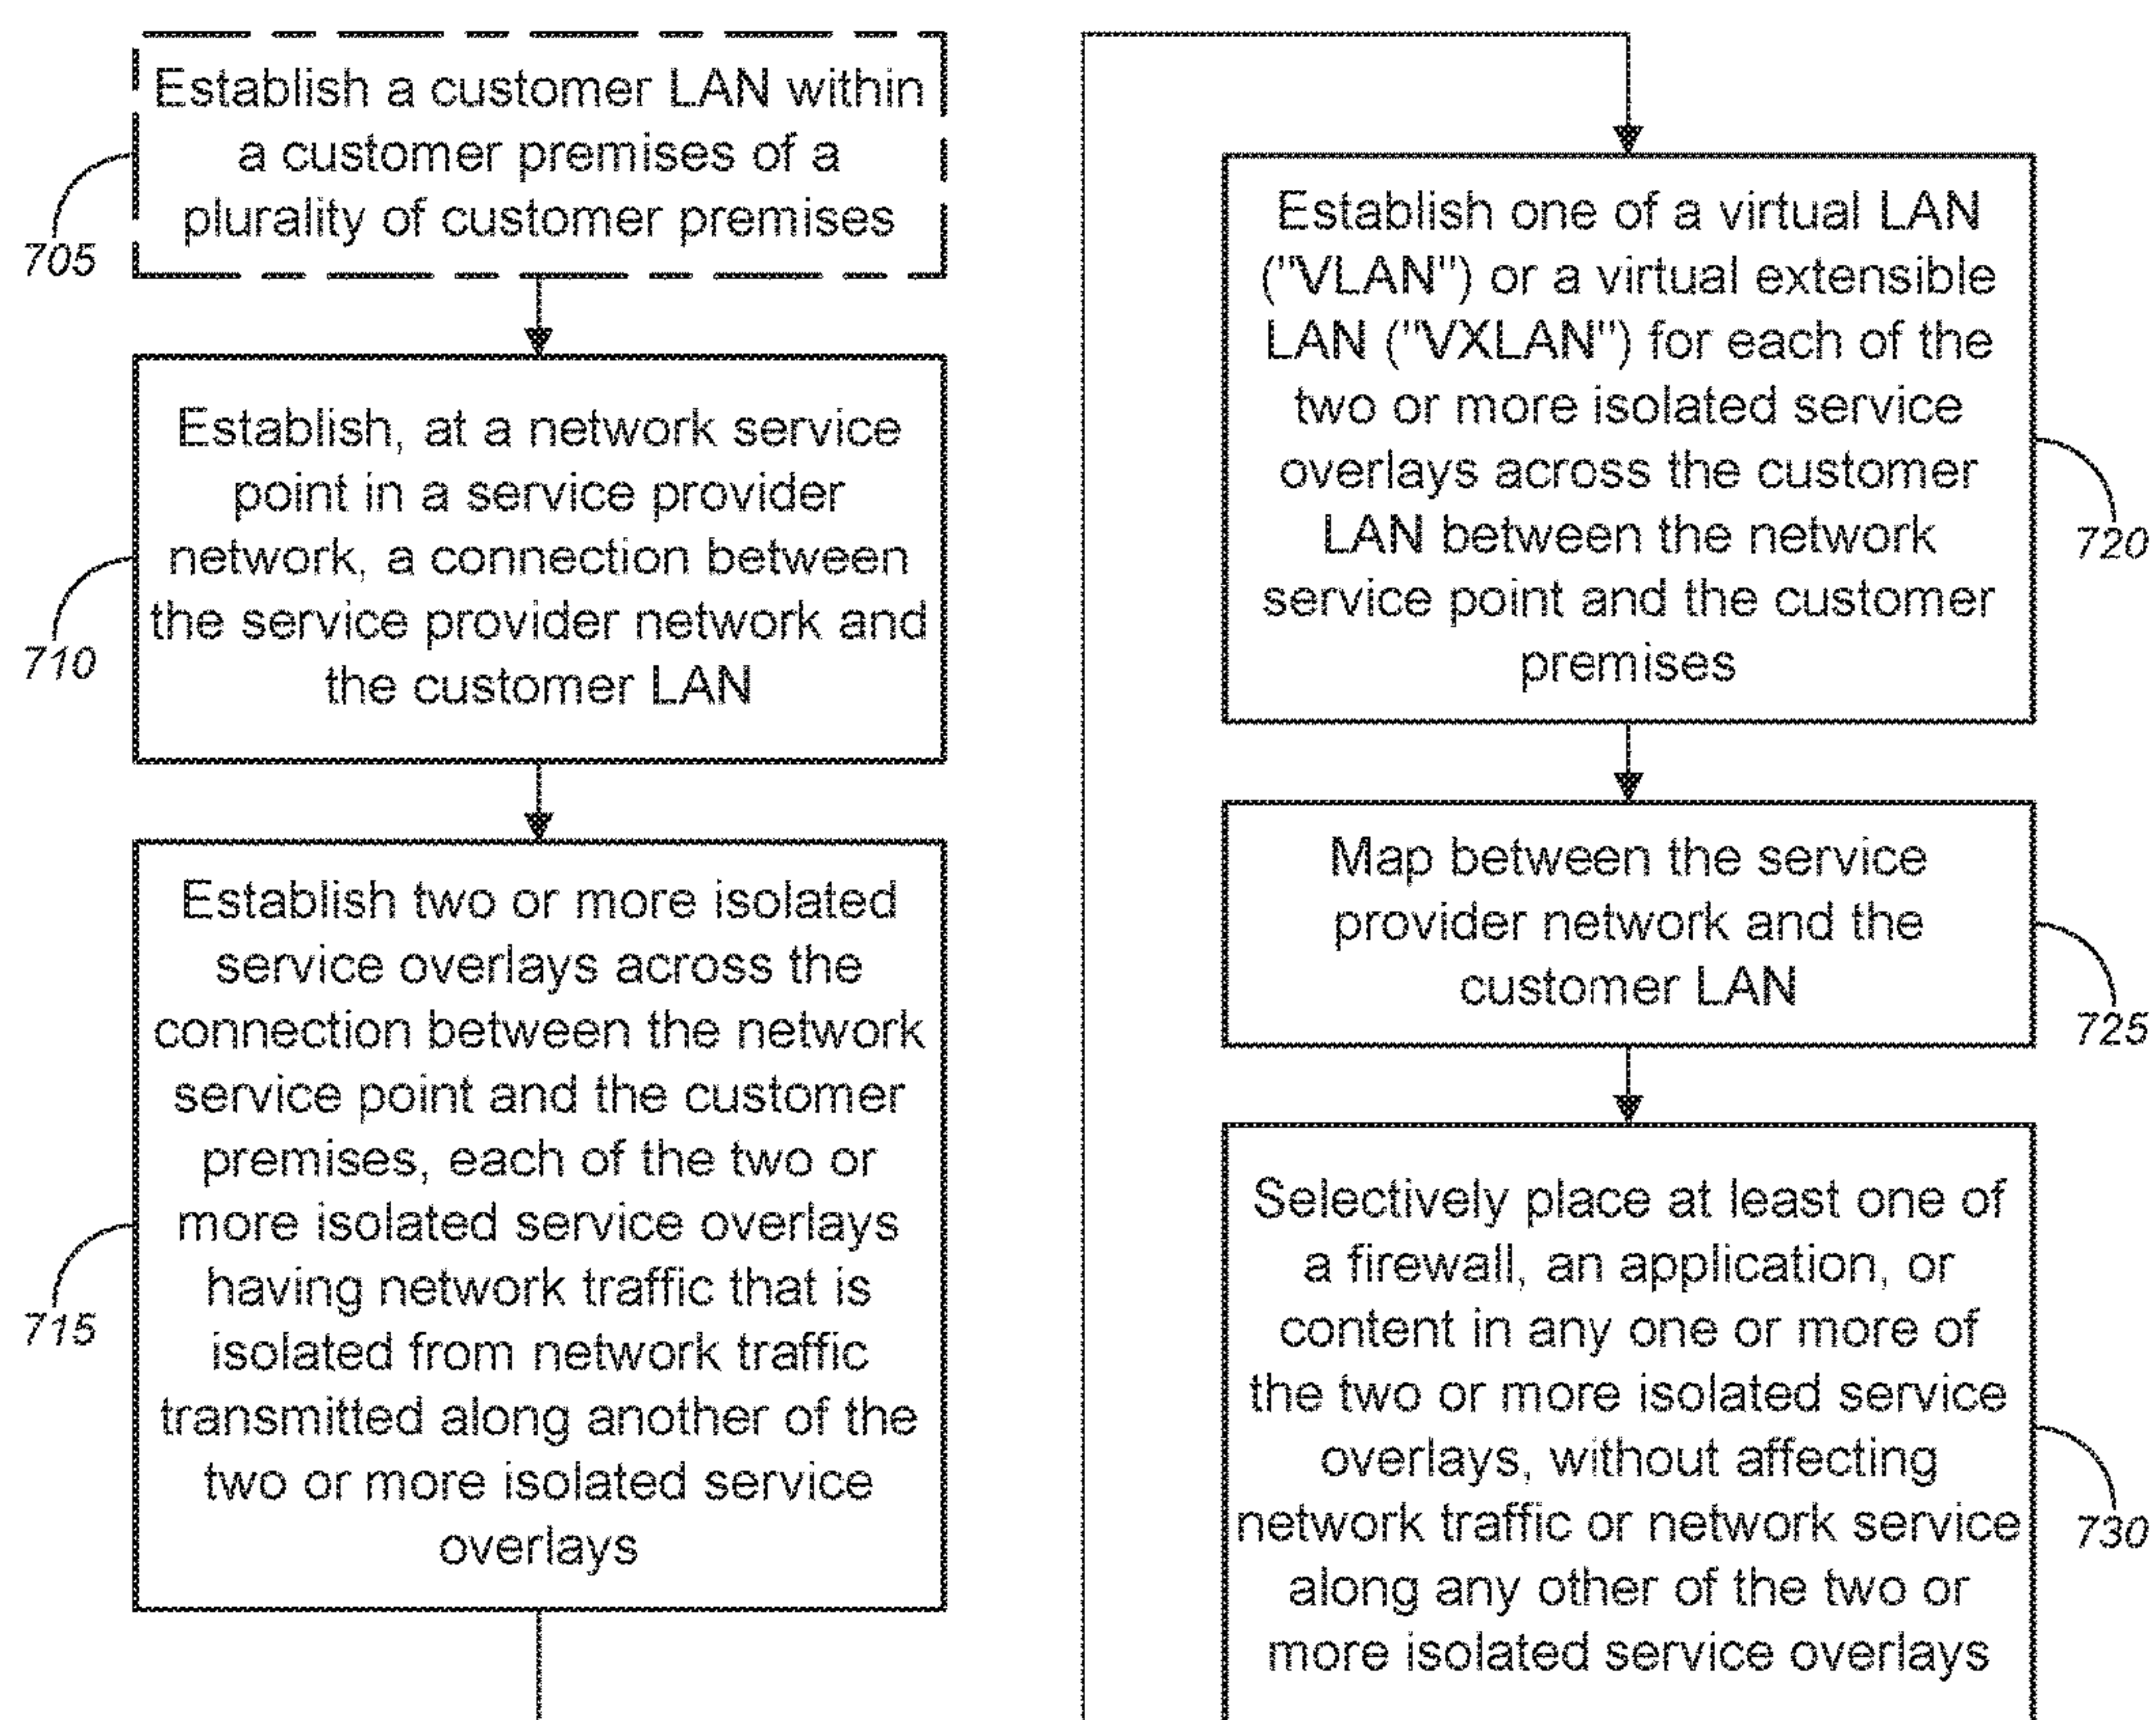 Establish a customer LAN within
a customer premises of a
plurality of customer premises
705
Establish, at a network service
point in a service provider
network, a connection between
the service provider network and
the customer LAN
710
Establish two or more isolated
service overlays across the
connection between the network
service point and the customer
premises, each of the two or
more isolated service overlays
having network traffic that is
isolated from network traffic
transmitted along another of the
two or more isolated service
overlays
715
Establish one of a virtual LAN
("VLAN") or a virtual extensible
LAN ("VXLAN") for each of the
two or more isolated service
overlays across the customer
LAN between the network
service point and the customer
premises
720
Map between the service
provider network and the
customer LAN
725
Selectively place at least one of
a firewall, an application, or
content in any one or more of
the two or more isolated service
overlays, without affecting
network traffic or network service
along any other of the two or
more isolated service overlays
730